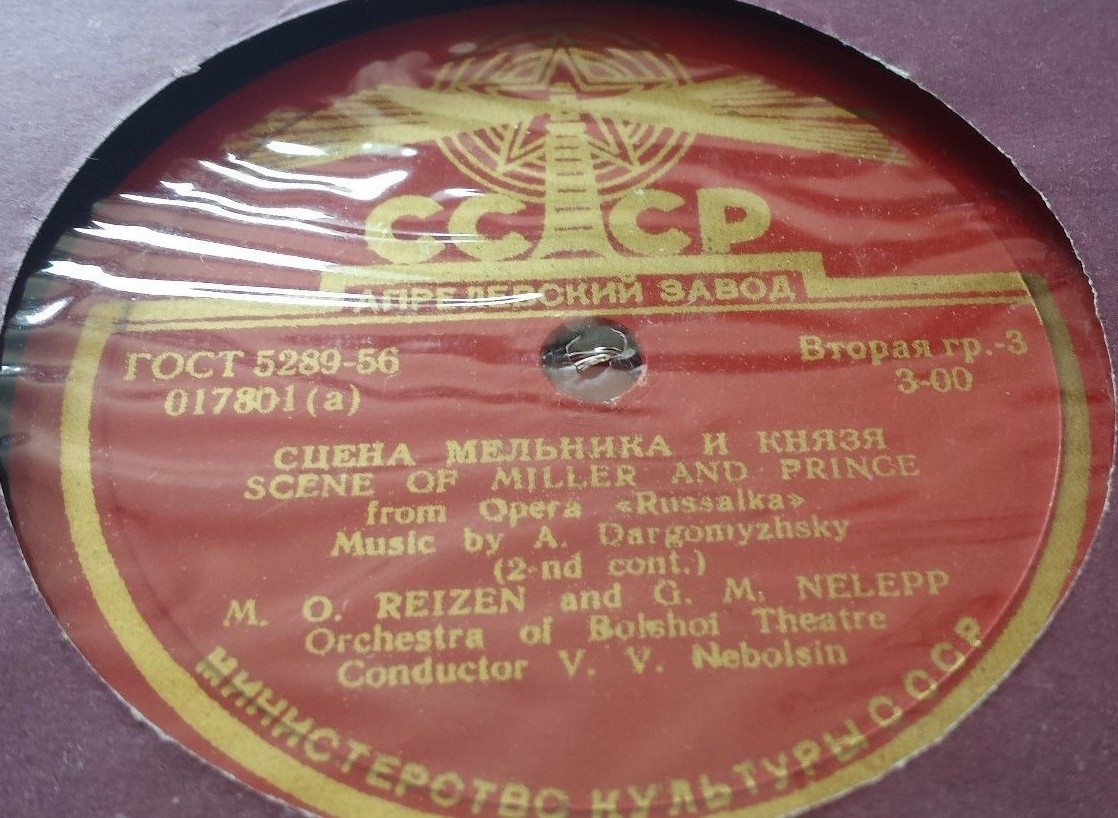 СССР
АПРЕЛЕВСКИЙ ЗАВОД
ГОСТ 5289-56
Вторая гр.-3
017801 (а)
3-00
СЦЕНА МЕЛЬНИКА И КНЯЗЯ
SCENE OF MILLER AND PRINCE
from Opera «Russalka»
Music by A. Dargomyzhsky
(2-nd cont.)
M. O. REIZEN and G. M. NELEPP
Orchestra of Bolshoi Theatre
Conductor V. V. Nebolsin
МИНИСТЕРСТВО КУЛЬТУРЫ СССР